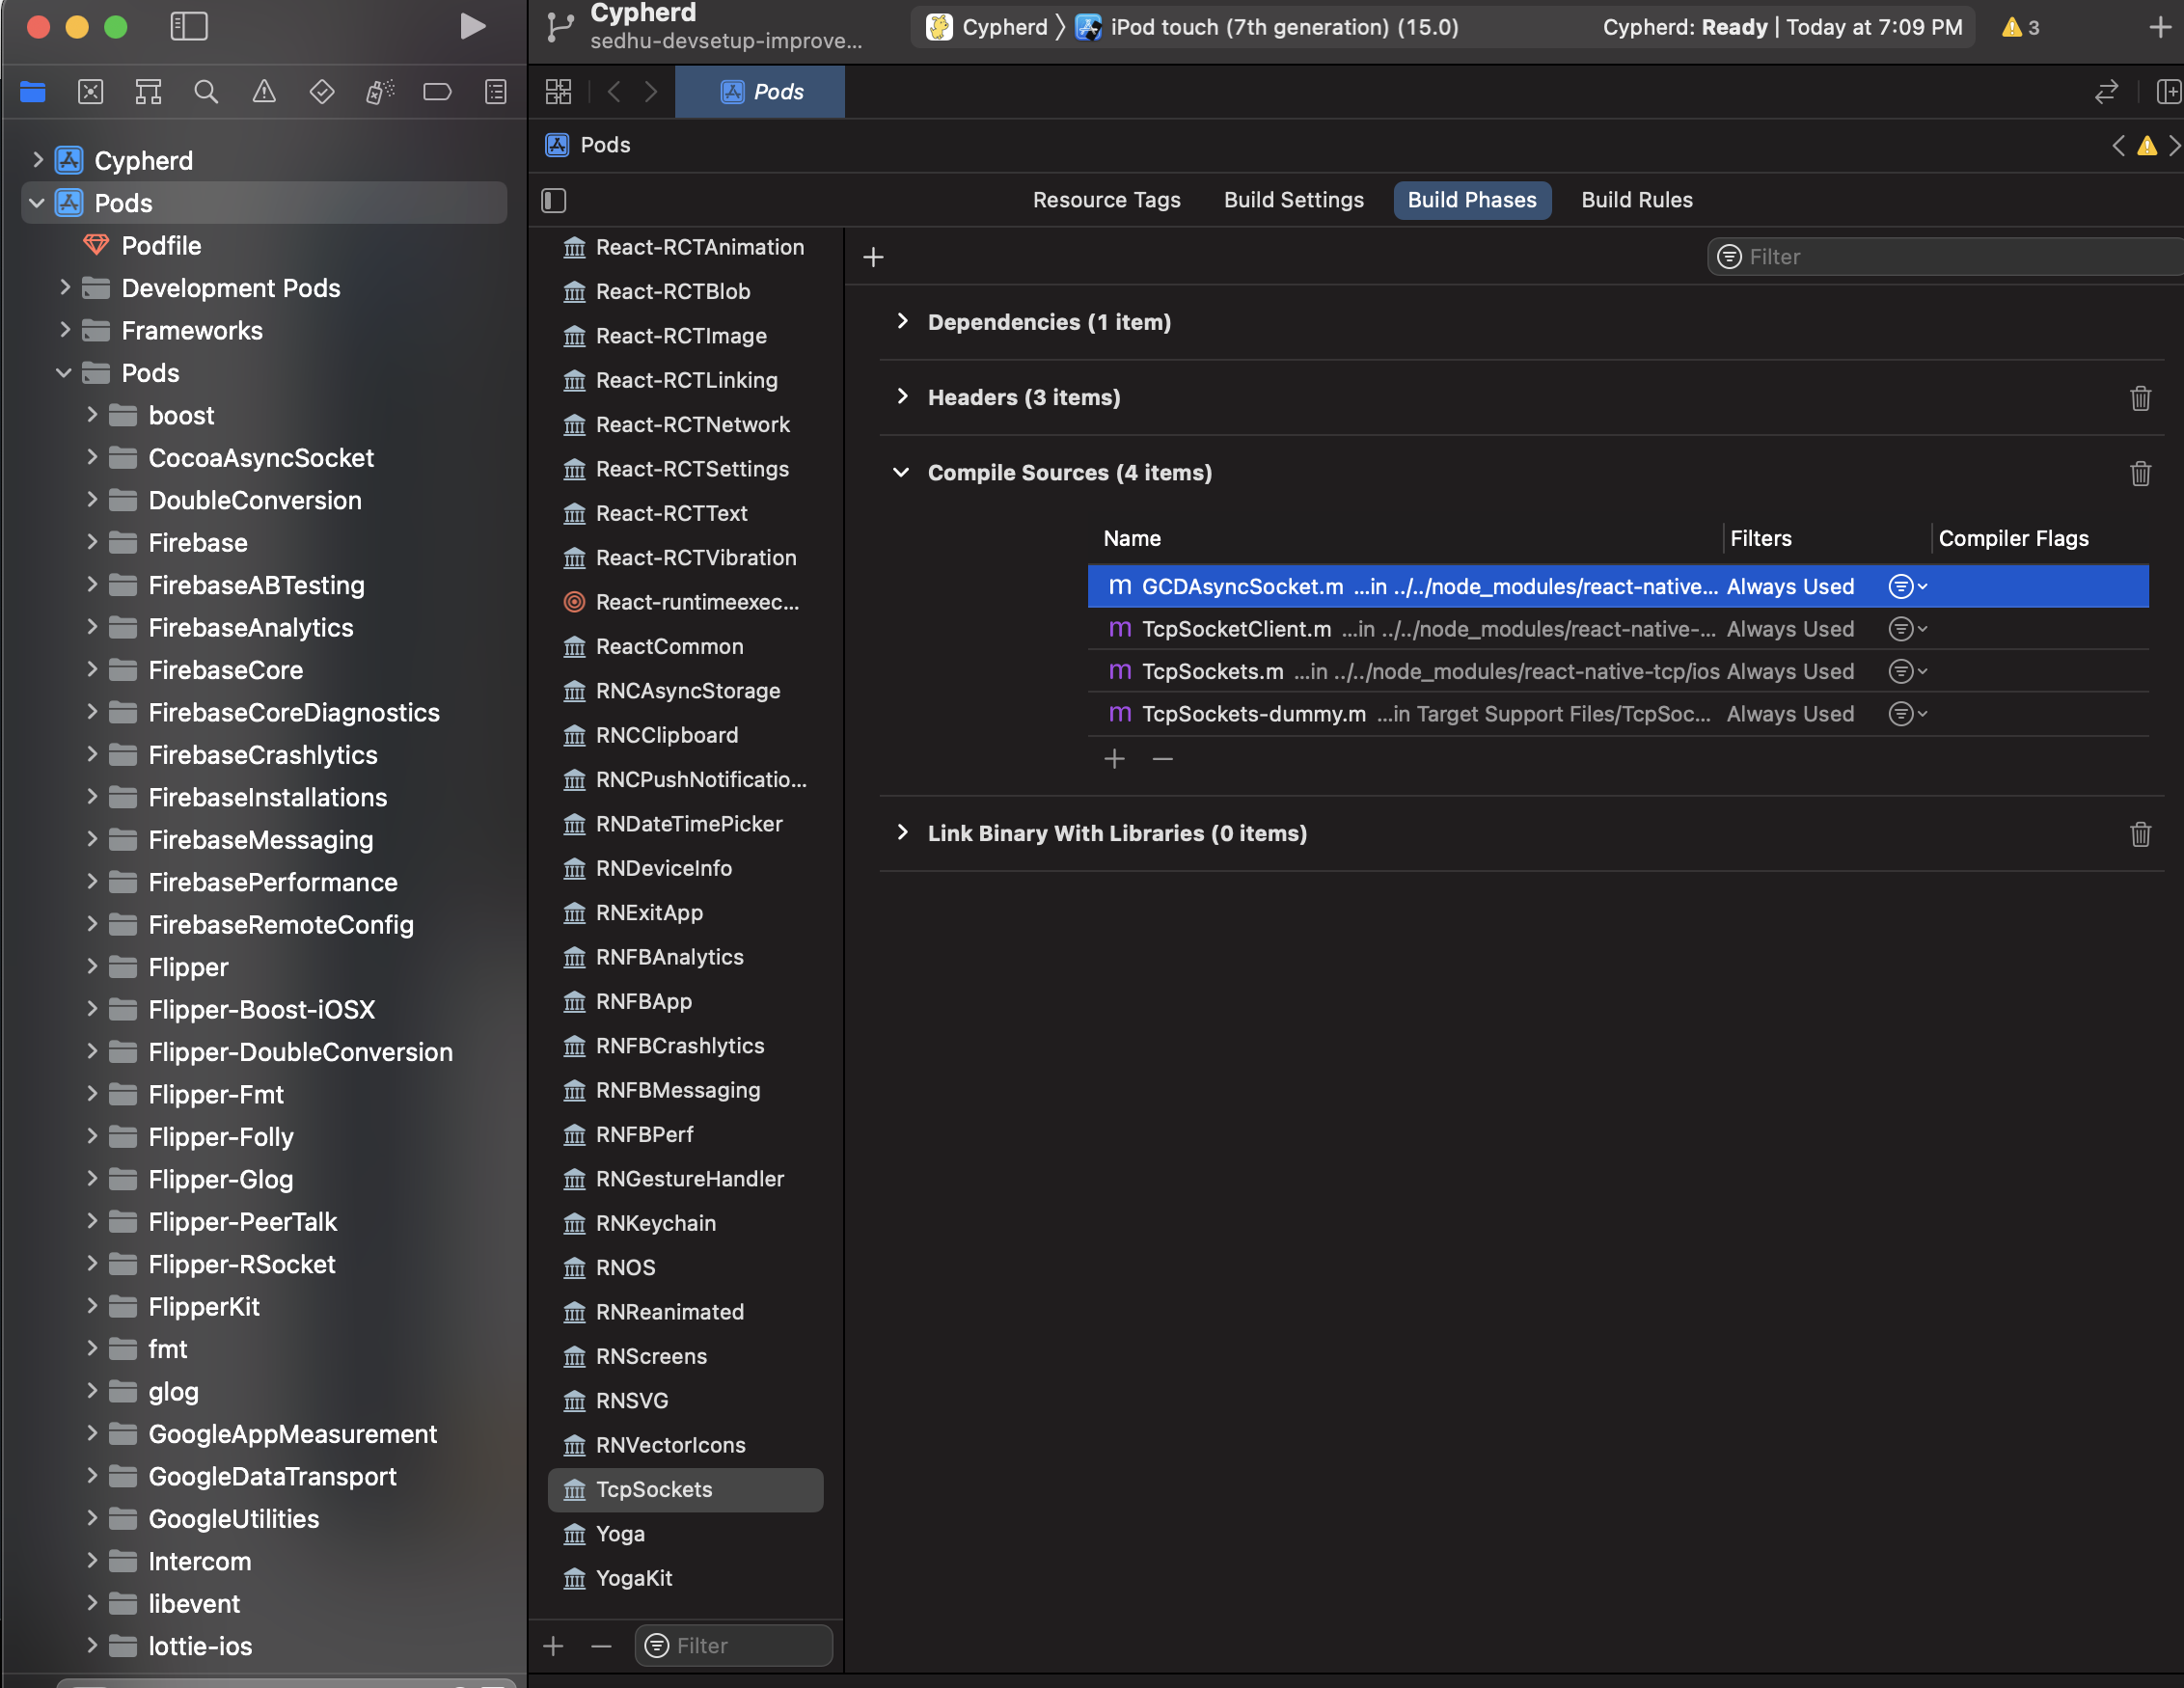 Cypherd
sedhu-devsetup-improve...
Cypherd
iPod touch (7th generation) (15.0)
Cypherd: Ready | Today at 7:09 PM
3
Pods
Pods
Resource Tags
Build Settings
Build Phases
Build Rules
Cypherd
Pods
Podfile
Development Pods
Frameworks
Pods
boost
CocoaAsyncSocket
DoubleConversion
Firebase
FirebaseABTesting
FirebaseAnalytics
FirebaseCore
FirebaseCoreDiagnostics
FirebaseCrashlytics
FirebaseInstallations
FirebaseMessaging
FirebasePerformance
FirebaseRemoteConfig
Flipper
Flipper-Boost-iOSX
Flipper-DoubleConversion
Flipper-Fmt
Flipper-Folly
Flipper-Glog
Flipper-PeerTalk
Flipper-RSocket
FlipperKit
fmt
glog
GoogleAppMeasurement
GoogleDataTransport
GoogleUtilities
Intercom
libevent
lottie-ios
React-RCTAnimation
React-RCTBlob
React-RCTImage
React-RCTLinking
React-RCTNetwork
React-RCTSettings
React-RCTText
React-RCTVibration
React-runtimeexec...
ReactCommon
RNCAsyncStorage
RNCClipboard
RNCPushNotificatio...
RNDateTimePicker
RNDeviceInfo
RNExitApp
RNFBAnalytics
RNFBApp
RNFBCrashlytics
RNFBMessaging
RNFBPerf
RNGestureHandler
RNKeychain
RNOS
RNReanimated
RNScreens
RNSVG
RNVectorIcons
TcpSockets
Yoga
YogaKit
Filter
Filter
Dependencies (1 item)
Headers (3 items)
Compile Sources (4 items)
Name
Filters
Compiler Flags
m GCDAsyncSocket.m ...in ../../node_modules/react-native... Always Used
m TcpSocketClient.m ...in ../../node_modules/react-native-... Always Used
m TcpSockets.m ...in ../../node_modules/react-native-tcp/ios Always Used
m TcpSockets-dummy.m ...in Target Support Files/TcpSoc... Always Used
Link Binary With Libraries (0 items)